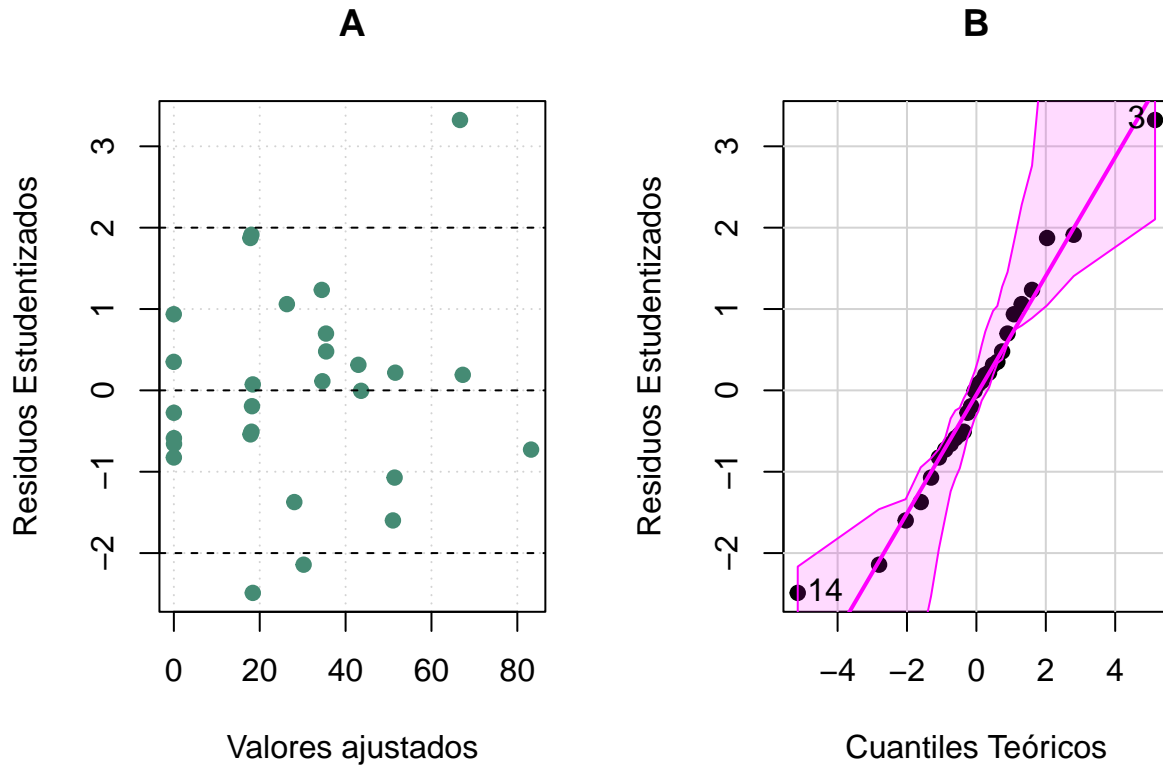 A
Residuos Estudentizados
3
2
1
0
−1
−2
0 20 40 60 80
Valores ajustados
B
Residuos Estudentizados
3
2
1
0
−1
−2
3
14
−4 −2 0 2 4
Cuantiles Teóricos